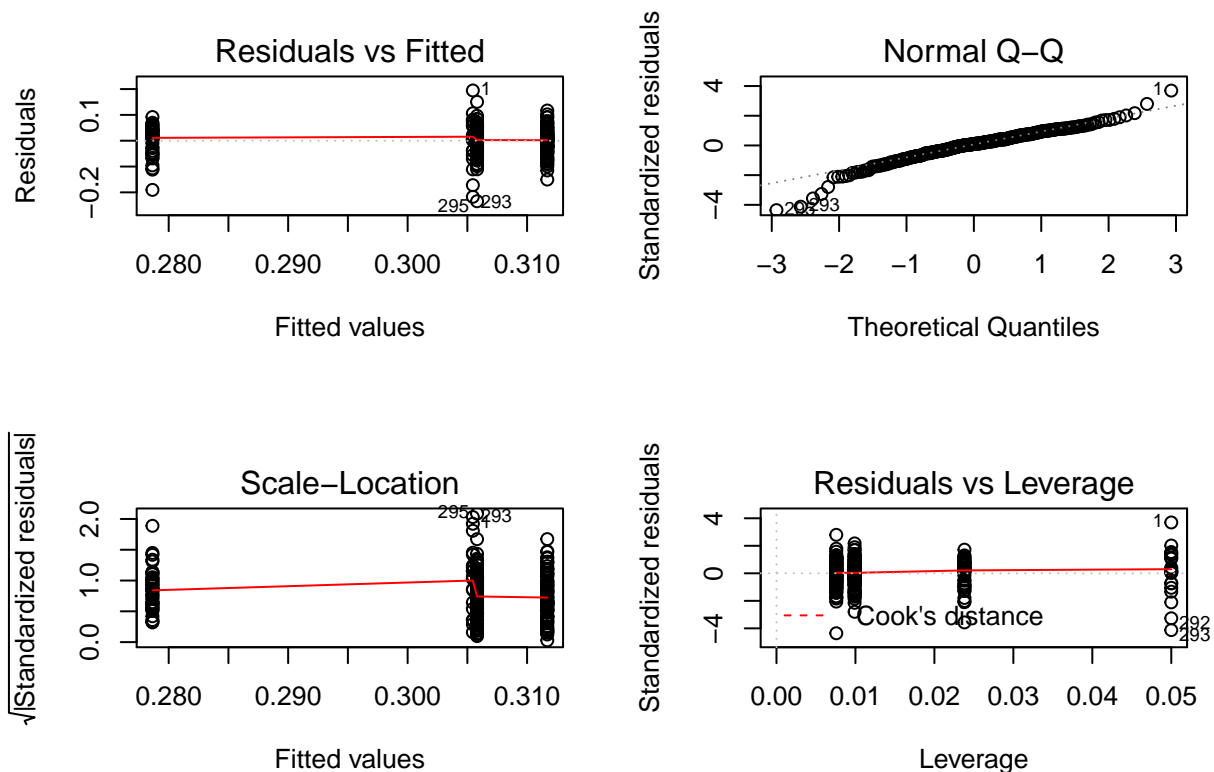 Residuals vs Fitted
Residuals
0.1
−0.2
1
295
293
0.280 0.290 0.300 0.310
Fitted values
Normal Q−Q
Standardized residuals
4
0
−4
1
293
−3 −2 −1 0 1 2 3
Theoretical Quantiles
Scale−Location
√|Standardized residuals|
2.0
1.0
0.0
295
293
1
0.280 0.290 0.300 0.310
Fitted values
Residuals vs Leverage
Standardized residuals
4
0
−4
1
Cook's distance
292
293
0.00 0.01 0.02 0.03 0.04 0.05
Leverage